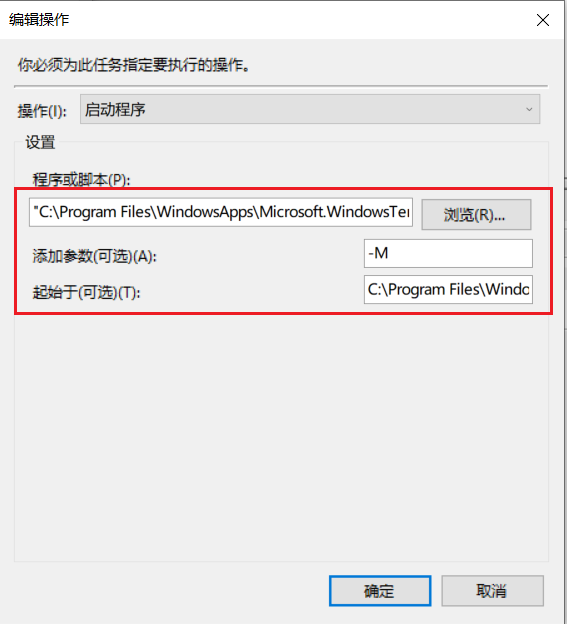 编辑操作
你必须为此任务指定要执行的操作。
操作(I): 启动程序
设置
程序或脚本(P):
"C:\Program Files\WindowsApps\Microsoft.WindowsTer 浏览(R)...
添加参数(可选)(A): -M
起始于(可选)(T): C:\Program Files\Windo
确定 取消